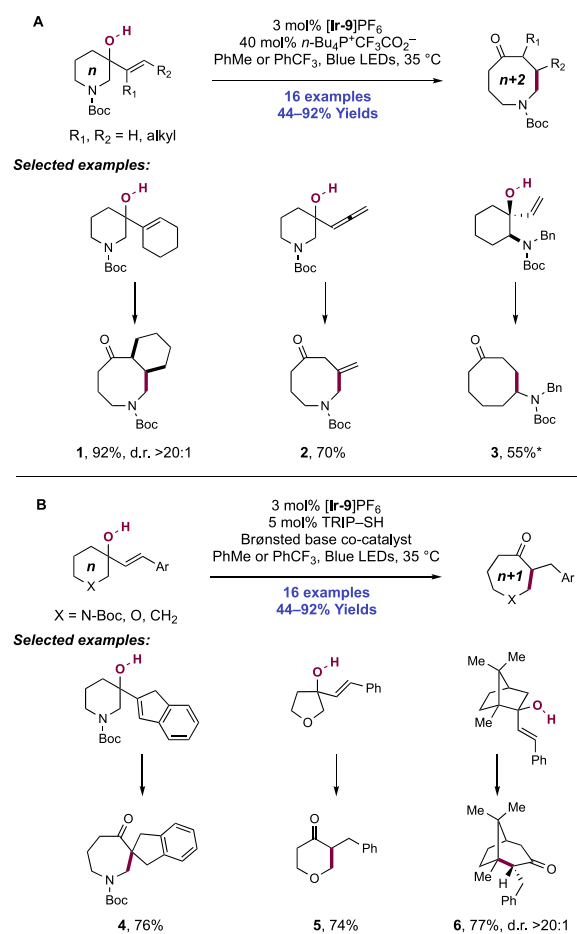 A
3 mol% [Ir-9]PF6
40 mol% n-Bu4P+CF3CO2−
PhMe or PhCF3, Blue LEDs, 35 °C
16 examples
44–92% Yields
O H
n
N
Boc
R1
R2
R1, R2 = H, alkyl
O
R1
R2
n+2
N
Boc
Selected examples:
O H
N
Boc
O H
N
Boc
O H
N
Bn
Boc
O
N
Boc
O
N
Boc
O
N
Bn
Boc
1, 92%, d.r. >20:1
2, 70%
3, 55%*
B
3 mol% [Ir-9]PF6
5 mol% TRIP–SH
Brønsted base co-catalyst
PhMe or PhCF3, Blue LEDs, 35 °C
16 examples
44–92% Yields
O H
n
X
Ar
X = N-Boc, O, CH2
O
n+1
X
Ar
Selected examples:
O H
N
Boc
O H
Ph
O
Me
Me
Me
O
H
Ph
O
N
Boc
O
Ph
O
Me
Me
Me
H
O
Ph
4, 76%
5, 74%
6, 77%, d.r. >20:1